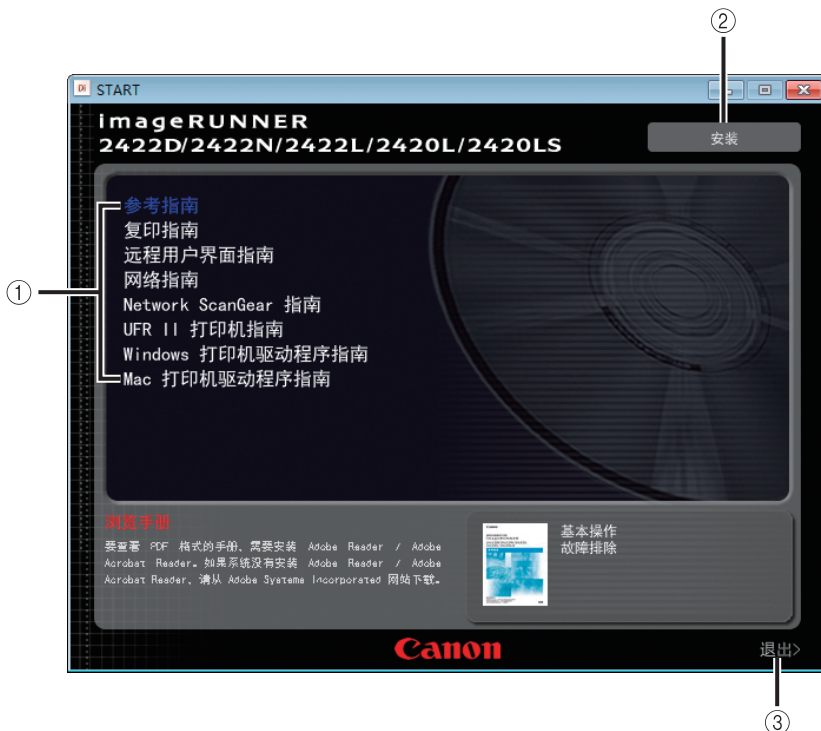 ②
START
imageRUNNER
2422D/2422N/2422L/2420L/2420LS
安装
①
参考指南
复印指南
远程用户界面指南
网络指南
Network ScanGear 指南
UFR II 打印机指南
Windows 打印机驱动程序指南
Mac 打印机驱动程序指南
浏览手册
要查看 PDF 格式的手册、需要安装 Adobe Reader / Adobe
Acrobat Reader。如果系统没有安装 Adobe Reader / Adobe
Acrobat Reader、请从 Adobe Systems Incorporated 网站下载。
基本操作
故障排除
Canon
退出>
③